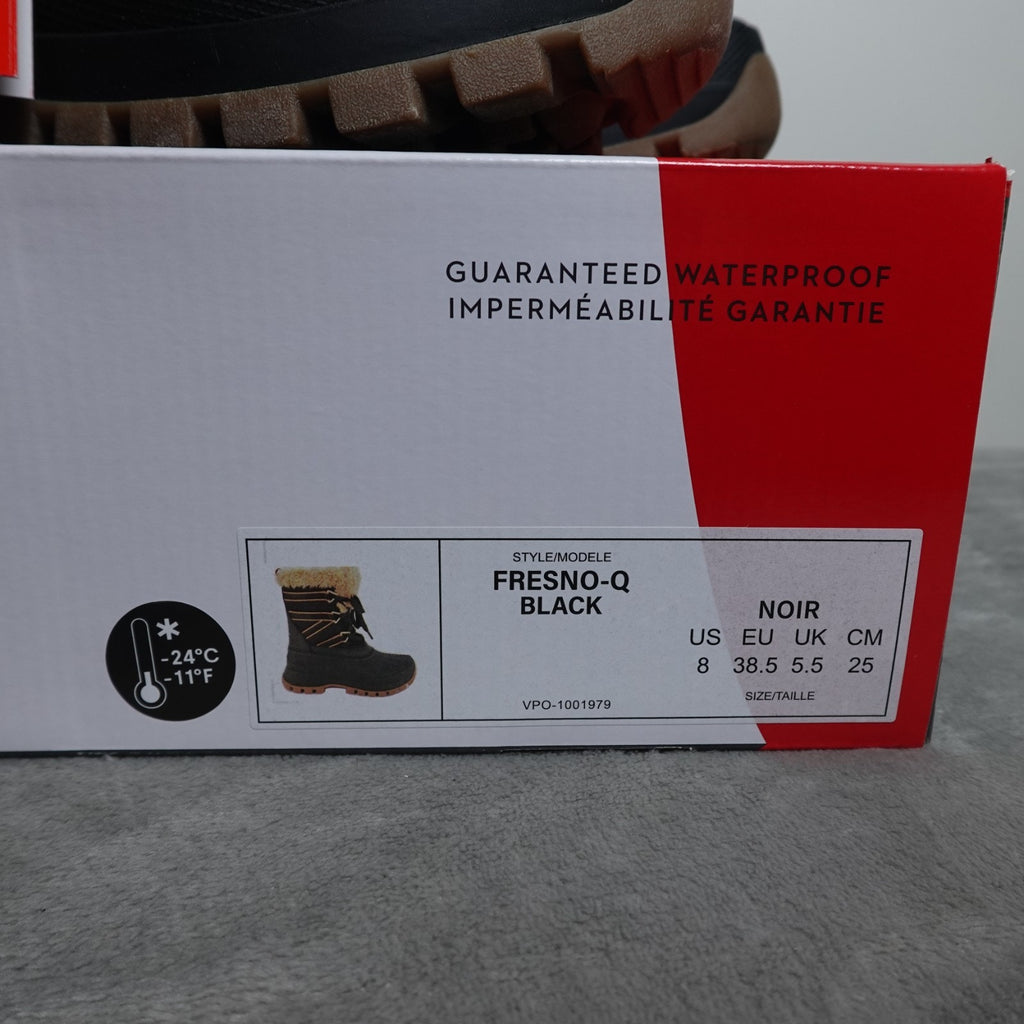 GUARANTEED WATERPROOF
IMPERMÉABILITÉ GARANTIE
-24°C
-11°F
STYLE/MODELE
FRESNO-Q
BLACK
NOIR
US EU UK CM
8 38.5 5.5 25
VPO-1001979
SIZE/TAILLE